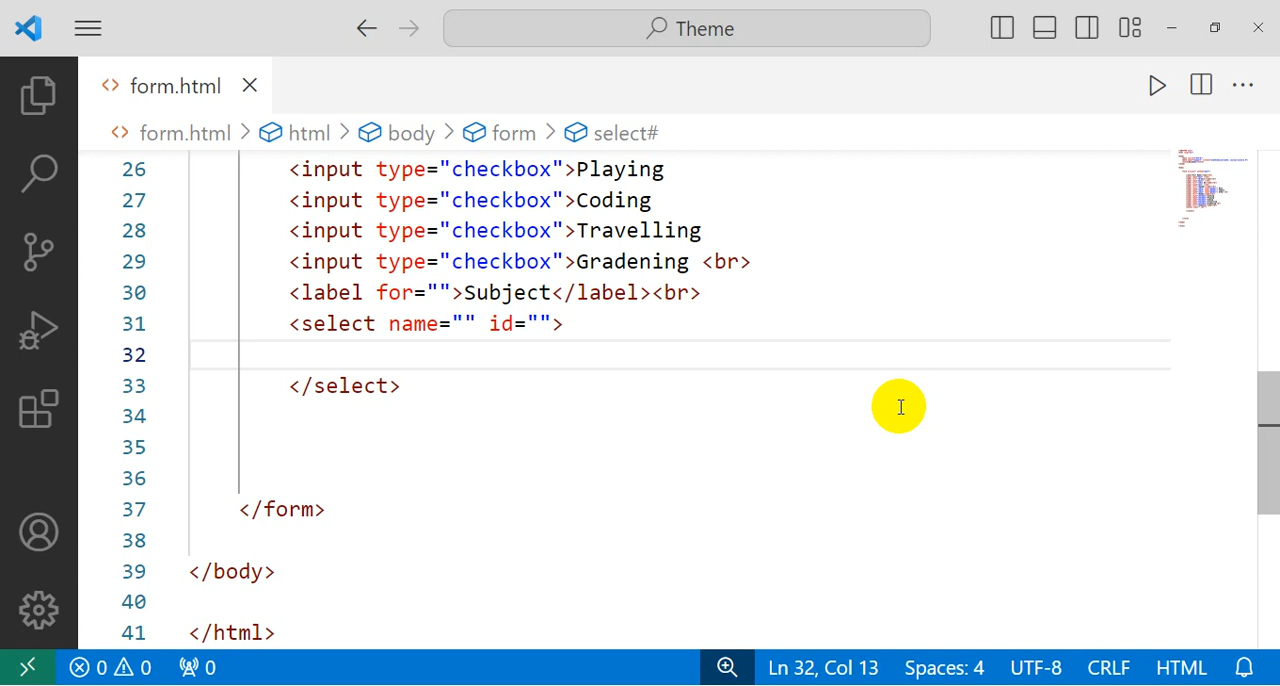 Theme
form.html
form.html > html > body > form > select#
26 <input type="checkbox">Playing
27 <input type="checkbox">Coding
28 <input type="checkbox">Travelling
29 <input type="checkbox">Gradening <br>
30 <label for="">Subject</label><br>
31 <select name="" id="">
32
33 </select>
34
35
36
37 </form>
38
39 </body>
40
41 </html>
0 0 0 Ln 32, Col 13 Spaces: 4 UTF-8 CRLF HTML